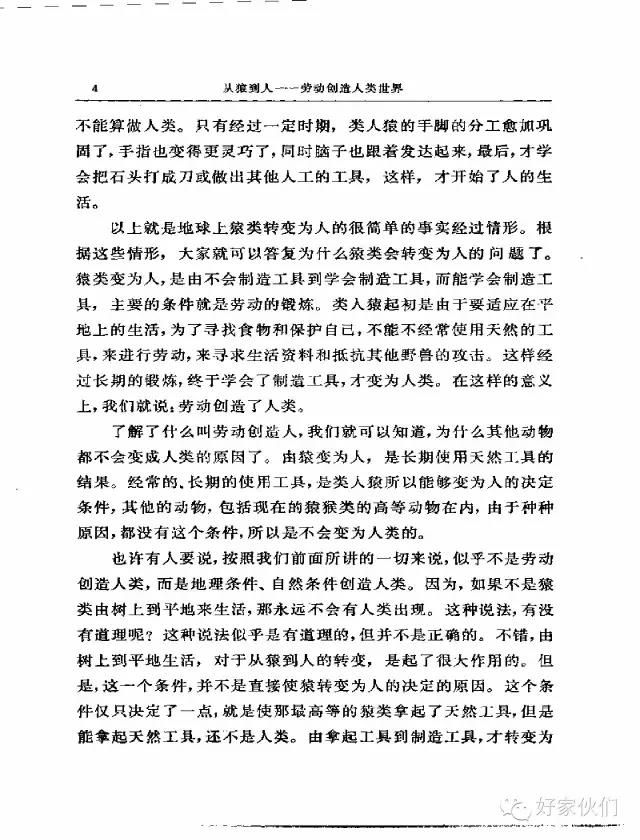 4 从猿到人——劳动创造人类世界
不能算做人类。只有经过一定时期，类人猿的手脚的分工愈加巩
固了，手指也变得更灵巧了，同时脑子也跟着发达起来，最后，才学
会把石头打成刀或做出其他人工的工具，这样，才开始了人的生
活。
以上就是地球上猿类转变为人的很简单的事实经过情形。根
据这些情形，大家就可以答复为什么猿类会转变为人的问题了。
猿类变为人，是由不会制造工具到学会制造工具，而能学会制造工
具，主要的条件就是劳动的锻炼。类人猿起初是由于要适应在平
地上的生活，为了寻找食物和保护自己，不能不经常使用天然的工
具，来进行劳动，来寻求生活资料和抵抗其他野兽的攻击。这样经
过长期的锻炼，终于学会了制造工具，才变为人类。在这样的意义
上，我们就说：劳动创造了人类。
了解了什么叫劳动创造人，我们就可以知道，为什么其他动物
都不会变成人类的原因了。由猿变为人，是长期使用天然工具的
结果。经常的、长期的使用工具，是类人猿所以能够变为人的决定
条件，其他的动物，包括现在的猿猴类的高等动物在内，由于种种
原因，都没有这个条件，所以是不会变为人类的。
也许有人要说，按照我们前面所讲的一切来说，似乎不是劳动
创造人类，而是地理条件、自然条件创造人类。因为，如果不是猿
类由树上到平地来生活，那永远不会有人类出现。这种说法，有没
有道理呢？这种说法似乎是有道理的，但并不是正确的。不错，由
树上到平地生活，对于从猿到人的转变，是起了很大作用的。但
是，这一个条件，并不是直接使猿转变为人的决定的原因。这个条
件仅只决定了一点，就是使那最高等的猿类拿起了天然工具，但是
能拿起天然工具，还不是人类。由拿起工具到制造工具，才转变为
好家伙们